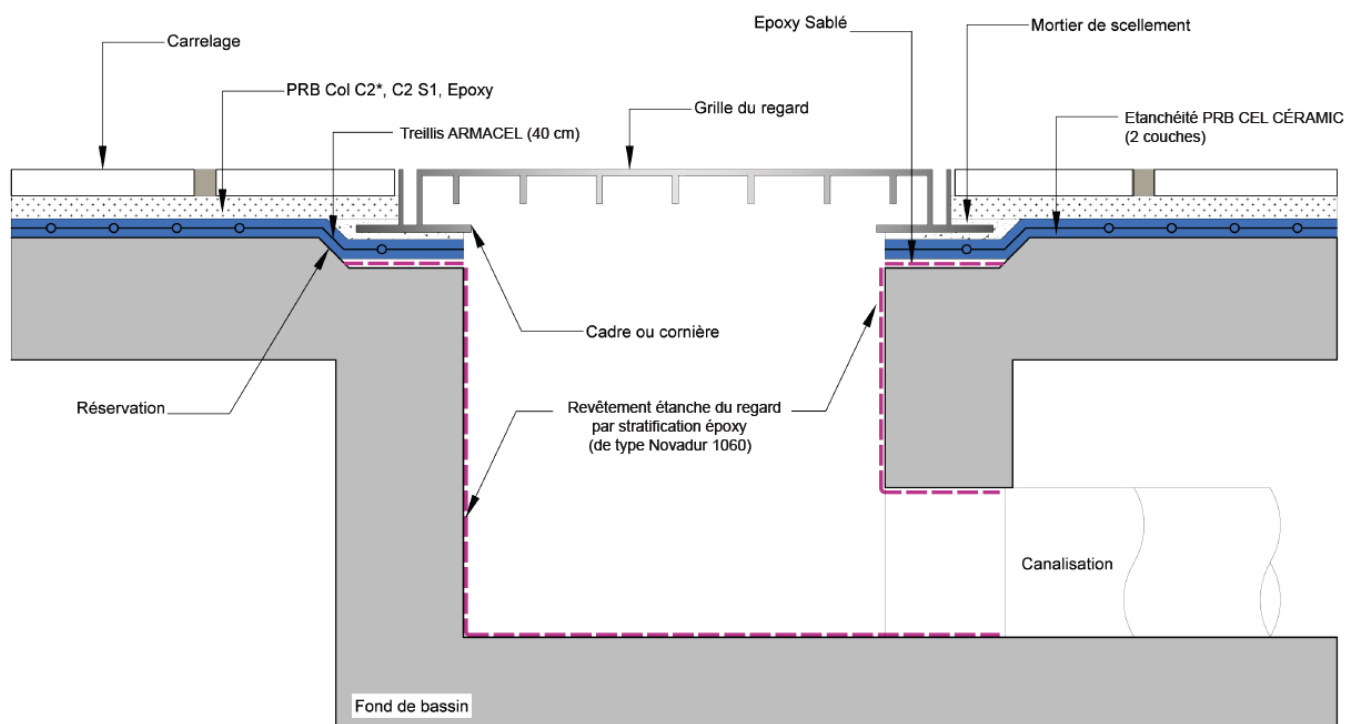 Epoxy Sablé
Mortier de scellement
Carrelage
PRB Col C2*, C2 S1, Epoxy
Grille du regard
Etanchéité PRB CEL CÉRAMIC
(2 couches)
Treillis ARMACEL (40 cm)
Cadre ou cornière
Réservation
Revêtement étanche du regard
par stratification époxy
(de type Novadur 1060)
Canalisation
Fond de bassin